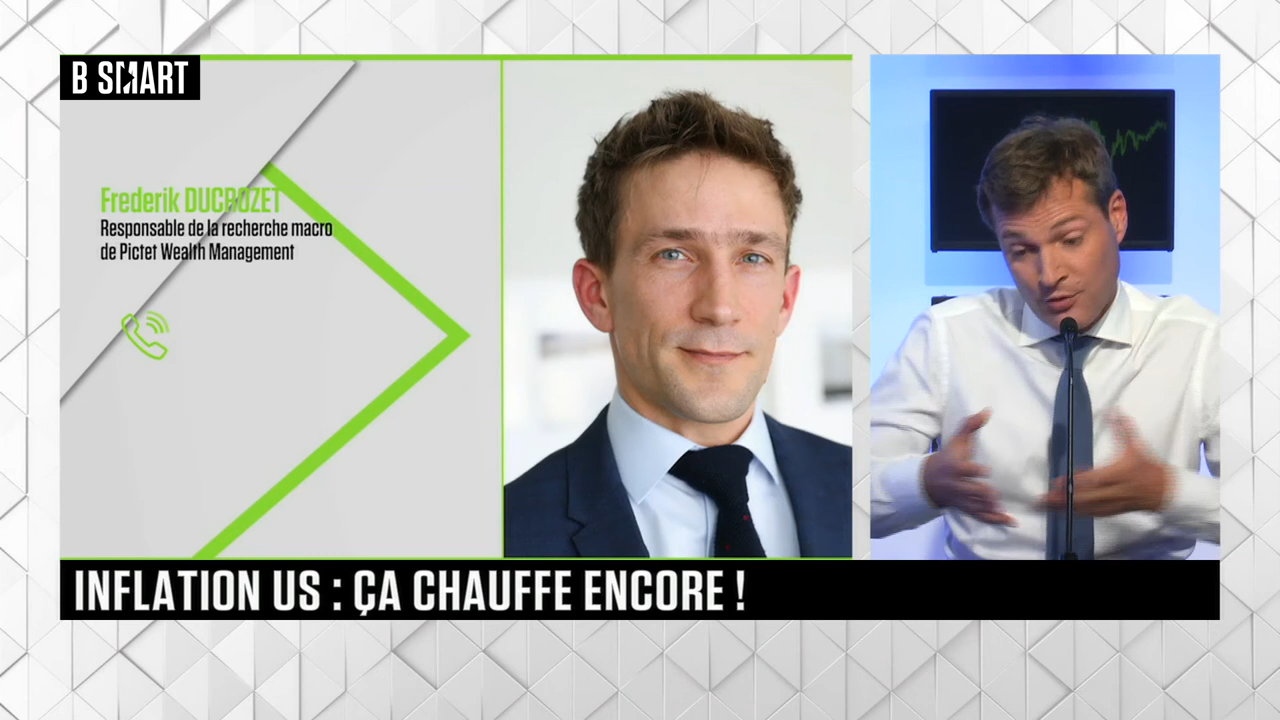 B SMART
Frederik DUCROZET
Responsable de la recherche macro
de Pictet Wealth Management
INFLATION US : ÇA CHAUFFE ENCORE !